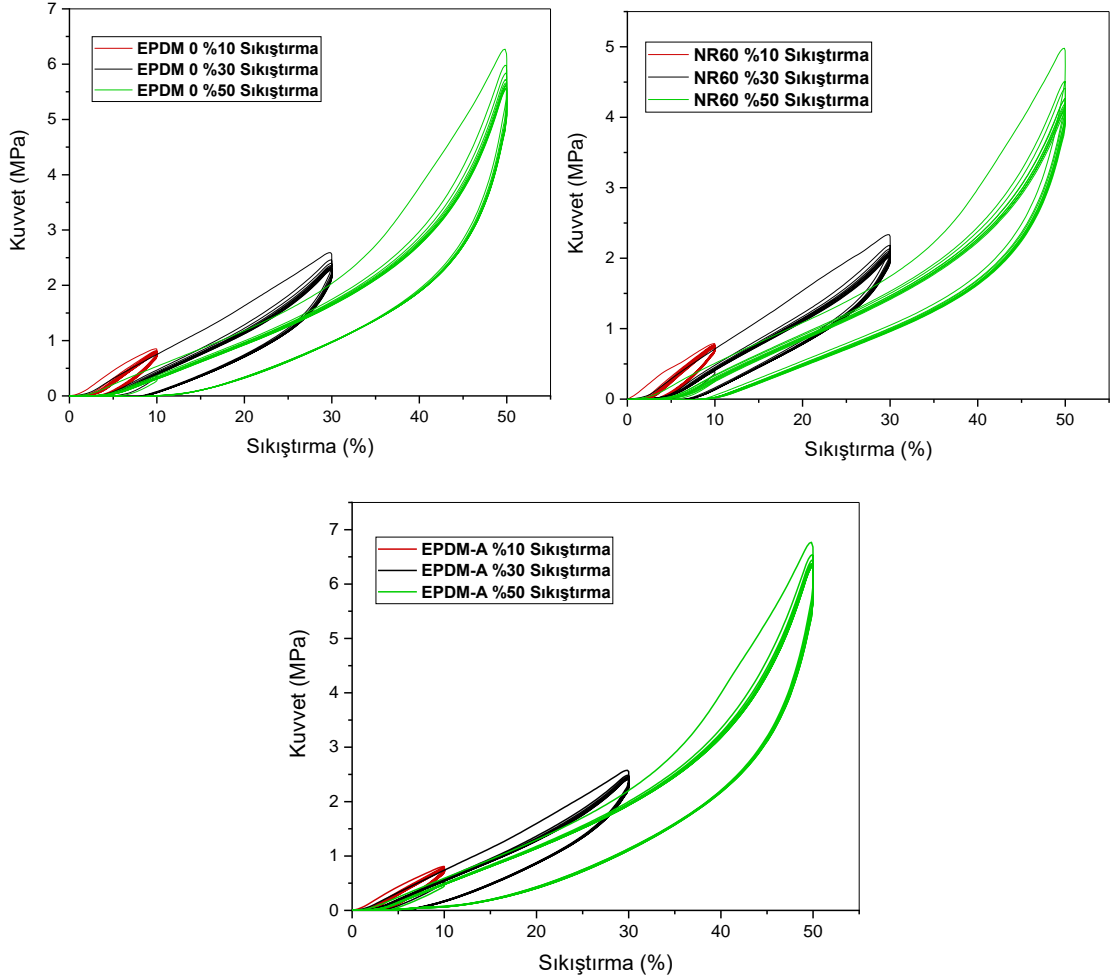 7
6
5
4
3
2
1
0
Kuvvet (MPa)
EPDM 0 %10 Sıkıştırma
EPDM 0 %30 Sıkıştırma
EPDM 0 %50 Sıkıştırma
0 10 20 30 40 50
Sıkıştırma (%)
5
4
3
2
1
0
Kuvvet (MPa)
NR60 %10 Sıkıştırma
NR60 %30 Sıkıştırma
NR60 %50 Sıkıştırma
0 10 20 30 40 50
Sıkıştırma (%)
7
6
5
4
3
2
1
0
Kuvvet (MPa)
EPDM-A %10 Sıkıştırma
EPDM-A %30 Sıkıştırma
EPDM-A %50 Sıkıştırma
0 10 20 30 40 50
Sıkıştırma (%)